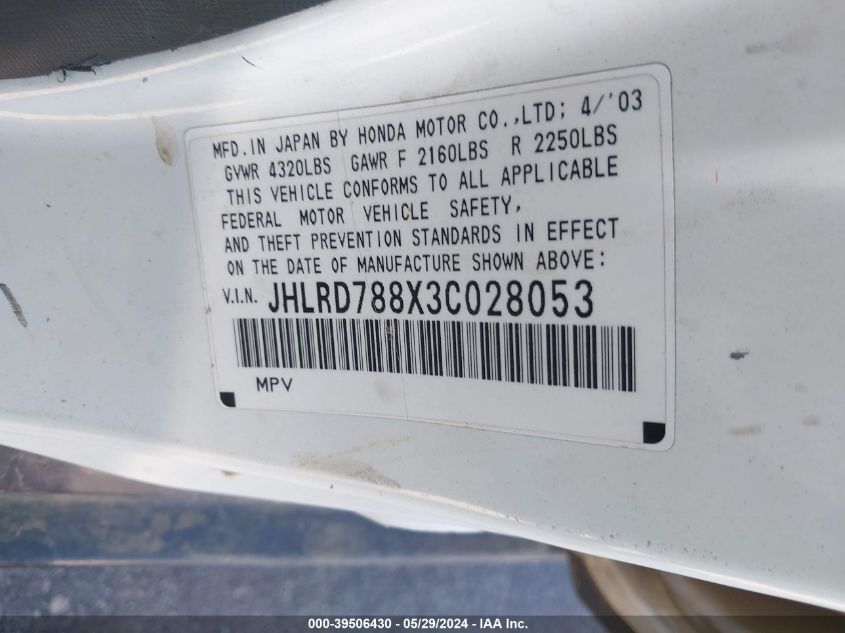 MFD. IN JAPAN BY HONDA MOTOR CO.,LTD; 4/'03
GVWR 4320LBS GAWR F 2160LBS R 2250LBS
THIS VEHICLE CONFORMS TO ALL APPLICABLE
FEDERAL MOTOR VEHICLE SAFETY,
AND THEFT PREVENTION STANDARDS IN EFFECT
ON THE DATE OF MANUFACTURE SHOWN ABOVE:
V.I.N. JHLRD788X3C028053
MPV
000-39506430 - 05/29/2024 - IAA Inc.